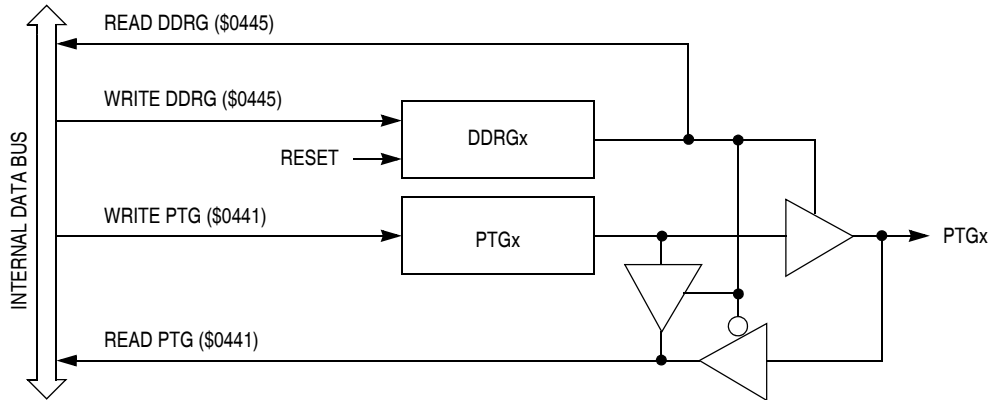 READ DDRG ($0445)
WRITE DDRG ($0445)
DDRGx
RESET
INTERNAL DATA BUS
WRITE PTG ($0441)
PTGx
PTGx
READ PTG ($0441)